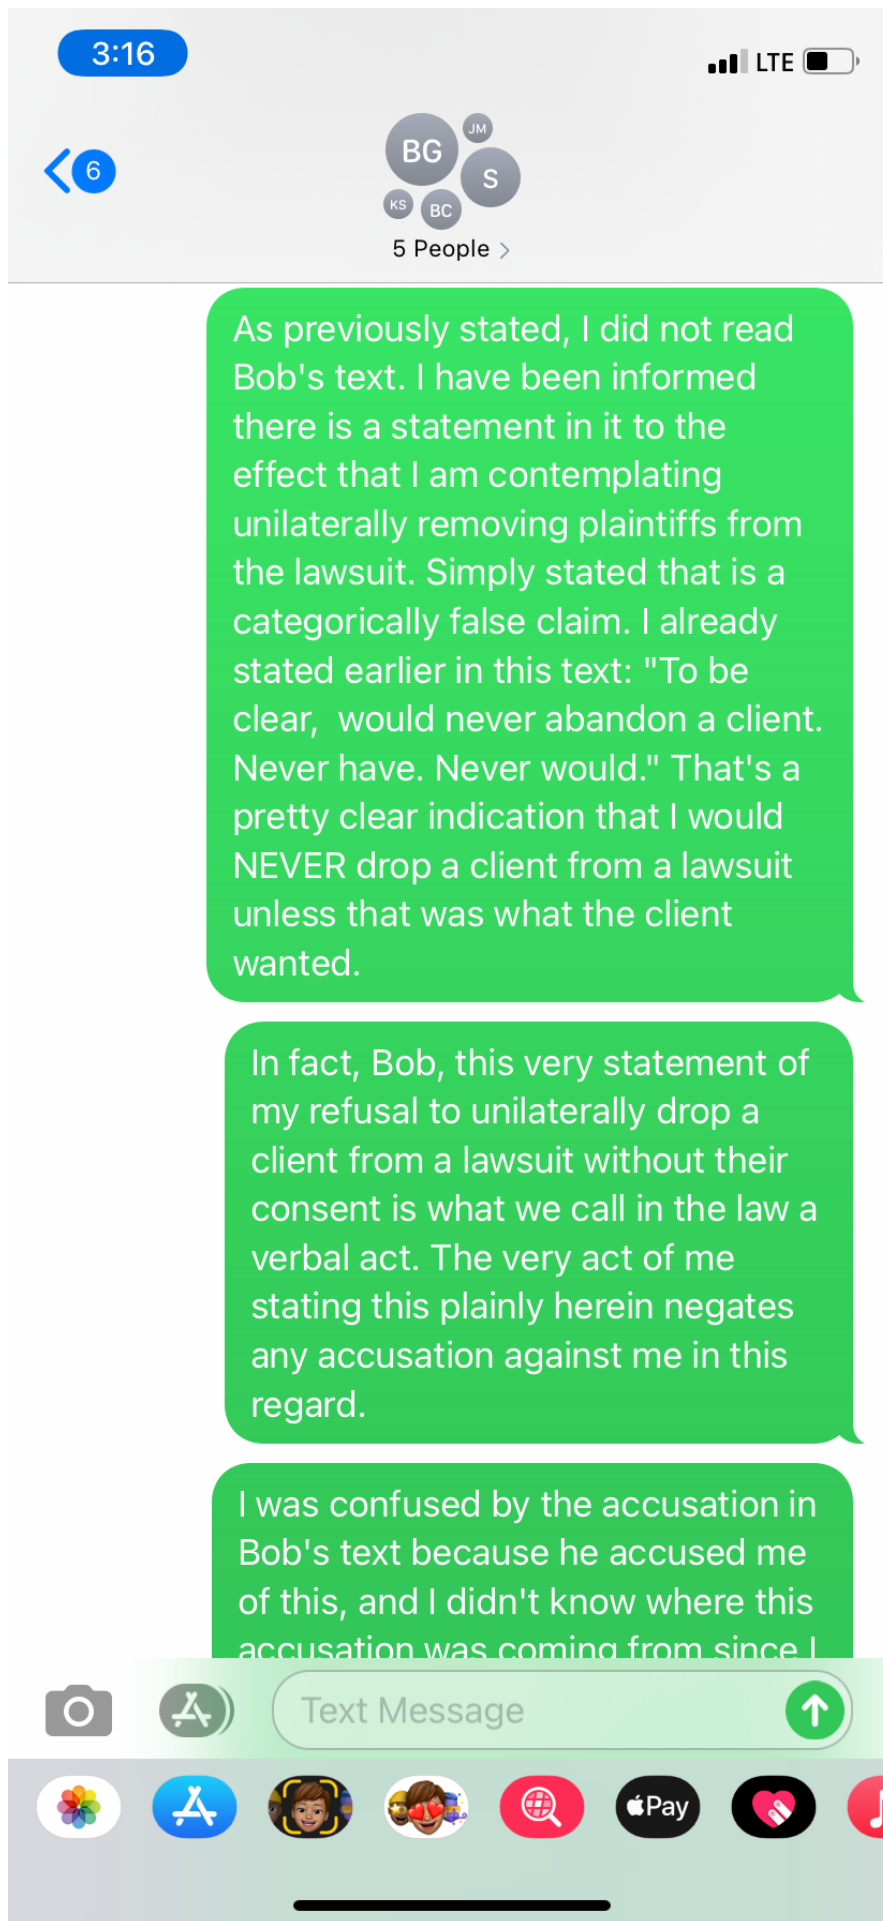 3:16
LTE
6
BG
JM
S
KS
BC
5 People
As previously stated, I did not read
Bob's text. I have been informed
there is a statement in it to the
effect that I am contemplating
unilaterally removing plaintiffs from
the lawsuit. Simply stated that is a
categorically false claim. I already
stated earlier in this text: "To be
clear,  would never abandon a client.
Never have. Never would." That's a
pretty clear indication that I would
NEVER drop a client from a lawsuit
unless that was what the client
wanted.
In fact, Bob, this very statement of
my refusal to unilaterally drop a
client from a lawsuit without their
consent is what we call in the law a
verbal act. The very act of me
stating this plainly herein negates
any accusation against me in this
regard.
I was confused by the accusation in
Bob's text because he accused me
of this, and I didn't know where this
accusation was coming from since I
Text Message
Pay